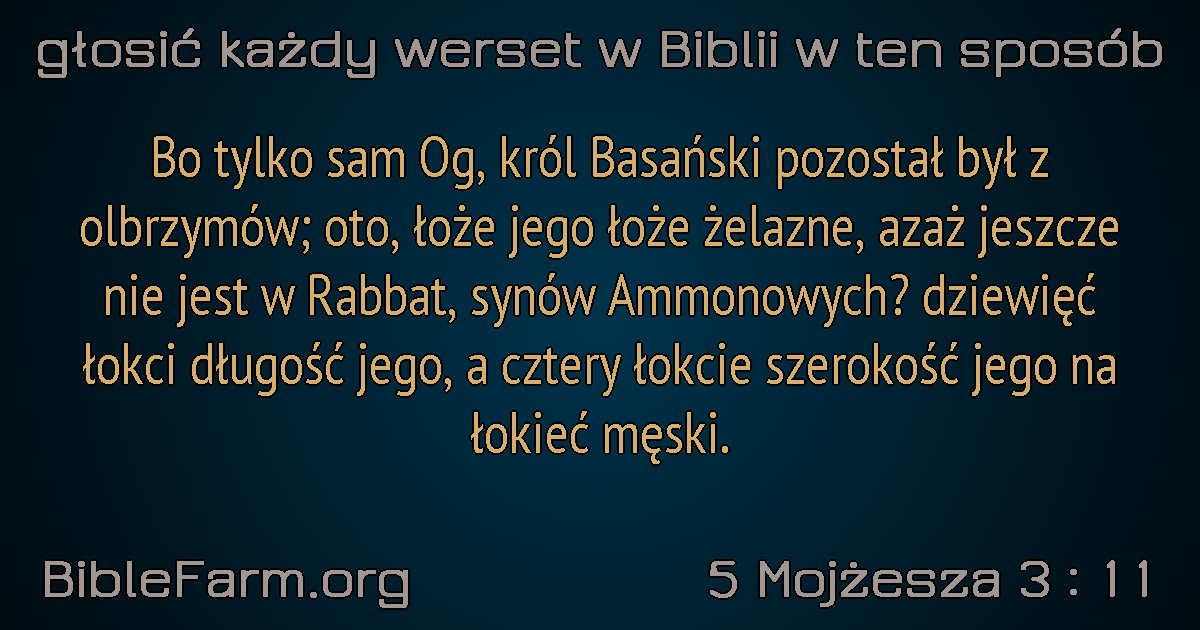 głosić każdy werset w Biblii w ten sposób
Bo tylko sam Og, król Basański pozostał był z
olbrzymów; oto, łoże jego łoże żelazne, azaż jeszcze
nie jest w Rabbat, synów Ammonowych? dziewięć
łokci długość jego, a cztery łokcie szerokość jego na
łokieć męski.
BibleFarm.org
5 Mojżesza 3 : 11